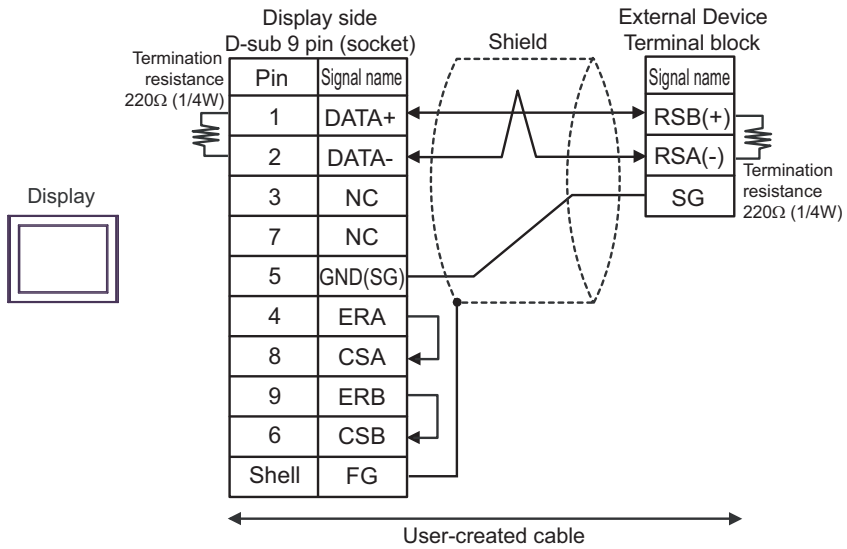 Display side
D-sub 9 pin (socket)
Shield
External Device
Terminal block
Termination
resistance
220Ω (1/4W)
Pin Signal name
1 DATA+
2 DATA-
3 NC
7 NC
5 GND(SG)
4 ERA
8 CSA
9 ERB
6 CSB
Shell FG
Signal name
RSB(+)
RSA(-)
SG
Termination
resistance
220Ω (1/4W)
Display
User-created cable